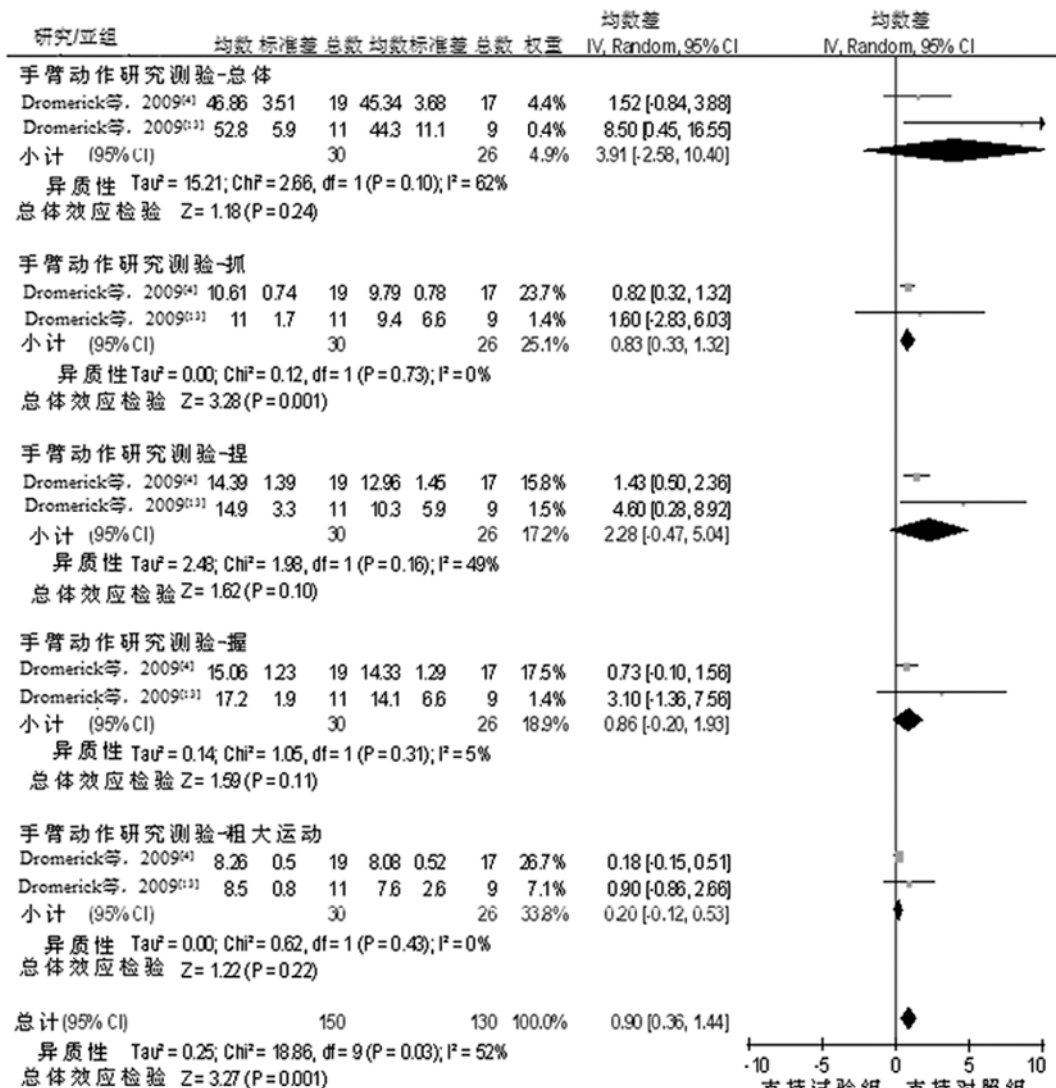 均数差 均数差
研究/亚组 均数 标准差 总数 均数 标准差 总数 权重 IV, Random, 95% CI IV, Random, 95% CI
手臂动作研究测验-总体
Dromerick等. 2009[4] 46.86 3.51 19 45.34 3.68 17 4.4% 1.52 [-0.84, 3.88]
Dromerick等. 2009[13] 52.8 5.9 11 44.3 11.1 9 0.4% 8.50 [0.45, 16.55]
小计 (95% CI) 30 26 4.9% 3.91 [-2.58, 10.40]
异质性 Tau² = 15.21; Chi² = 2.66, df = 1 (P = 0.10); I² = 62%
总体效应检验 Z = 1.18 (P = 0.24)
手臂动作研究测验-抓
Dromerick等. 2009[4] 10.61 0.74 19 9.79 0.78 17 23.7% 0.82 [0.32, 1.32]
Dromerick等. 2009[13] 11 1.7 11 9.4 6.6 9 1.4% 1.60 [-2.83, 6.03]
小计 (95% CI) 30 26 25.1% 0.83 [0.33, 1.32]
异质性 Tau² = 0.00; Chi² = 0.12, df = 1 (P = 0.73); I² = 0%
总体效应检验 Z = 3.28 (P = 0.001)
手臂动作研究测验-捏
Dromerick等. 2009[4] 14.39 1.39 19 12.96 1.45 17 15.8% 1.43 [0.50, 2.36]
Dromerick等. 2009[13] 14.9 3.3 11 10.3 5.9 9 1.5% 4.60 [0.28, 8.92]
小计 (95% CI) 30 26 17.2% 2.28 [-0.47, 5.04]
异质性 Tau² = 2.48; Chi² = 1.98, df = 1 (P = 0.16); I² = 49%
总体效应检验 Z = 1.62 (P = 0.10)
手臂动作研究测验-握
Dromerick等. 2009[4] 15.06 1.23 19 14.33 1.29 17 17.5% 0.73 [-0.10, 1.56]
Dromerick等. 2009[13] 17.2 1.9 11 14.1 6.6 9 1.4% 3.10 [-1.36, 7.56]
小计 (95% CI) 30 26 18.9% 0.86 [-0.20, 1.93]
异质性 Tau² = 0.14; Chi² = 1.05, df = 1 (P = 0.31); I² = 5%
总体效应检验 Z = 1.59 (P = 0.11)
手臂动作研究测验-粗大运动
Dromerick等. 2009[4] 8.26 0.5 19 8.08 0.52 17 26.7% 0.18 [-0.15, 0.51]
Dromerick等. 2009[13] 8.5 0.8 11 7.6 2.6 9 7.1% 0.90 [-0.86, 2.66]
小计 (95% CI) 30 26 33.8% 0.20 [-0.12, 0.53]
异质性 Tau² = 0.00; Chi² = 0.62, df = 1 (P = 0.43); I² = 0%
总体效应检验 Z = 1.22 (P = 0.22)
总计 (95% CI) 150 130 100.0% 0.90 [0.36, 1.44]
异质性 Tau² = 0.25; Chi² = 18.86, df = 9 (P = 0.03); I² = 52%
总体效应检验 Z = 3.27 (P = 0.001)
-10 -5 0 5 10
支持试验组 支持对照组